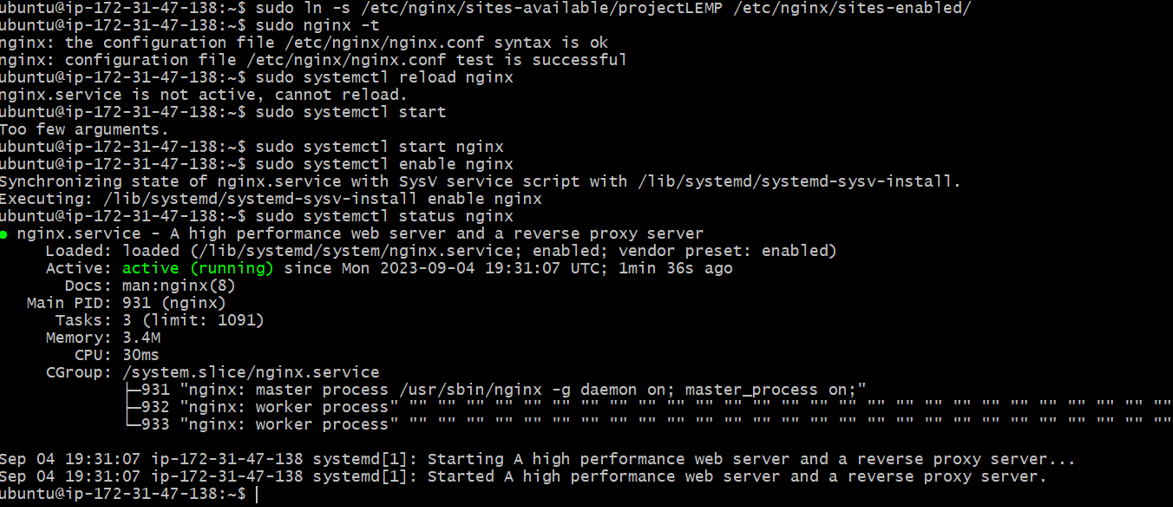 ubuntu@ip-172-31-47-138:~$ sudo ln -s /etc/nginx/sites-available/projectLEMP /etc/nginx/sites-enabled/
ubuntu@ip-172-31-47-138:~$ sudo nginx -t
nginx: the configuration file /etc/nginx/nginx.conf syntax is ok
nginx: configuration file /etc/nginx/nginx.conf test is successful
ubuntu@ip-172-31-47-138:~$ sudo systemctl reload nginx
nginx.service is not active, cannot reload.
ubuntu@ip-172-31-47-138:~$ sudo systemctl start
Too few arguments.
ubuntu@ip-172-31-47-138:~$ sudo systemctl start nginx
ubuntu@ip-172-31-47-138:~$ sudo systemctl enable nginx
Synchronizing state of nginx.service with SysV service script with /lib/systemd/systemd-sysv-install.
Executing: /lib/systemd/systemd-sysv-install enable nginx
ubuntu@ip-172-31-47-138:~$ sudo systemctl status nginx
● nginx.service - A high performance web server and a reverse proxy server
     Loaded: loaded (/lib/systemd/system/nginx.service; enabled; vendor preset: enabled)
     Active: active (running) since Mon 2023-09-04 19:31:07 UTC; 1min 36s ago
       Docs: man:nginx(8)
   Main PID: 931 (nginx)
      Tasks: 3 (limit: 1091)
     Memory: 3.4M
        CPU: 30ms
     CGroup: /system.slice/nginx.service
             ├─931 "nginx: master process /usr/sbin/nginx -g daemon on; master_process on;"
             ├─932 "nginx: worker process" "" "" "" "" "" "" "" "" "" "" "" "" "" "" "" "" "" "" "" "" "" "" "" "" "" "" ""
             └─933 "nginx: worker process" "" "" "" "" "" "" "" "" "" "" "" "" "" "" "" "" "" "" "" "" "" "" "" "" "" "" ""

Sep 04 19:31:07 ip-172-31-47-138 systemd[1]: Starting A high performance web server and a reverse proxy server...
Sep 04 19:31:07 ip-172-31-47-138 systemd[1]: Started A high performance web server and a reverse proxy server.
ubuntu@ip-172-31-47-138:~$